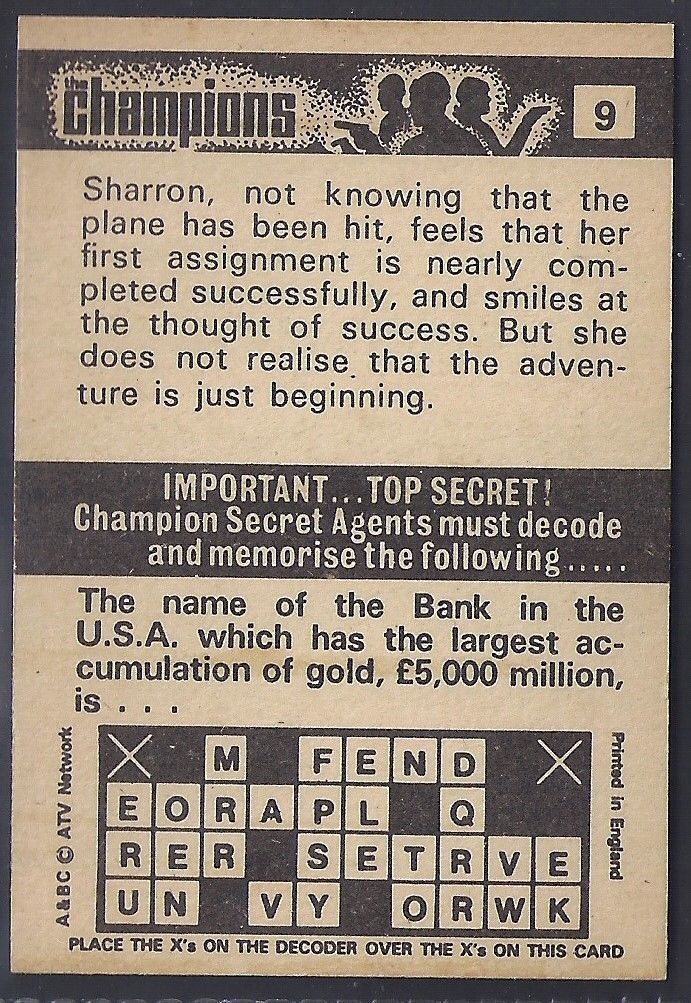 the champions
9
Sharron, not knowing that the
plane has been hit, feels that her
first assignment is nearly com-
pleted successfully, and smiles at
the thought of success. But she
does not realise that the adven-
ture is just beginning.
IMPORTANT...TOP SECRET!
Champion Secret Agents must decode
and memorise the following.....
The name of the Bank in the
U.S.A. which has the largest ac-
cumulation of gold, £5,000 million,
is . . .
X M FEND X
EORAPL Q
RER SETRVE
UN VY ORWK
A&BC © ATV Network
Printed in England
PLACE THE X's ON THE DECODER OVER THE X's ON THIS CARD